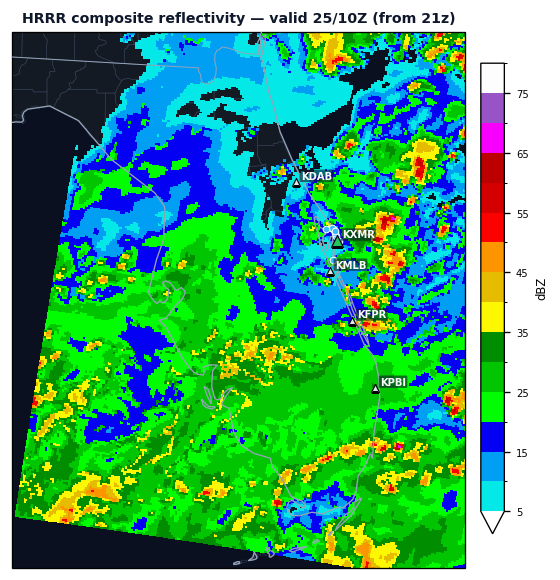 HRRR composite reflectivity — valid 25/10Z (from 21z)
KDAB
KXMR
KMLB
KFPR
KPBI
75
65
55
45
35
25
15
5
dBZ